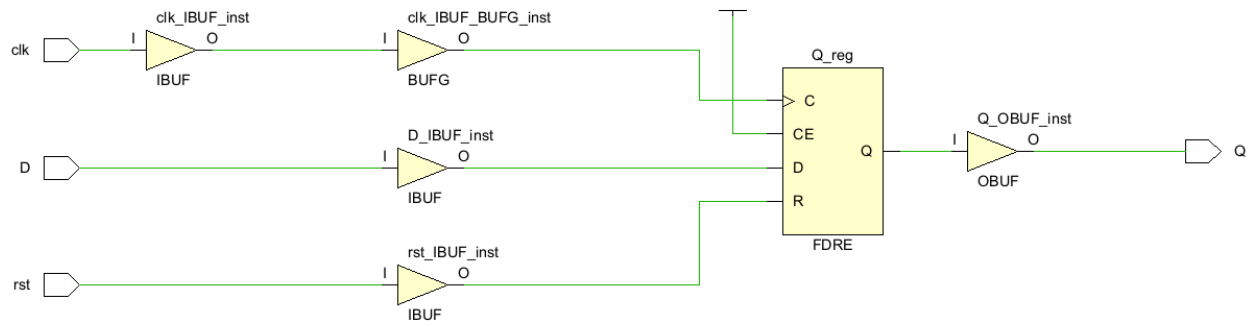 clk_IBUF_inst
clk_IBUF_BUFG_inst
clk
I
O
I
O
IBUF
BUFG
Q_reg
C
CE
D
R
Q
FDRE
D_IBUF_inst
D
I
O
IBUF
Q_OBUF_inst
I
O
OBUF
Q
rst_IBUF_inst
rst
I
O
IBUF